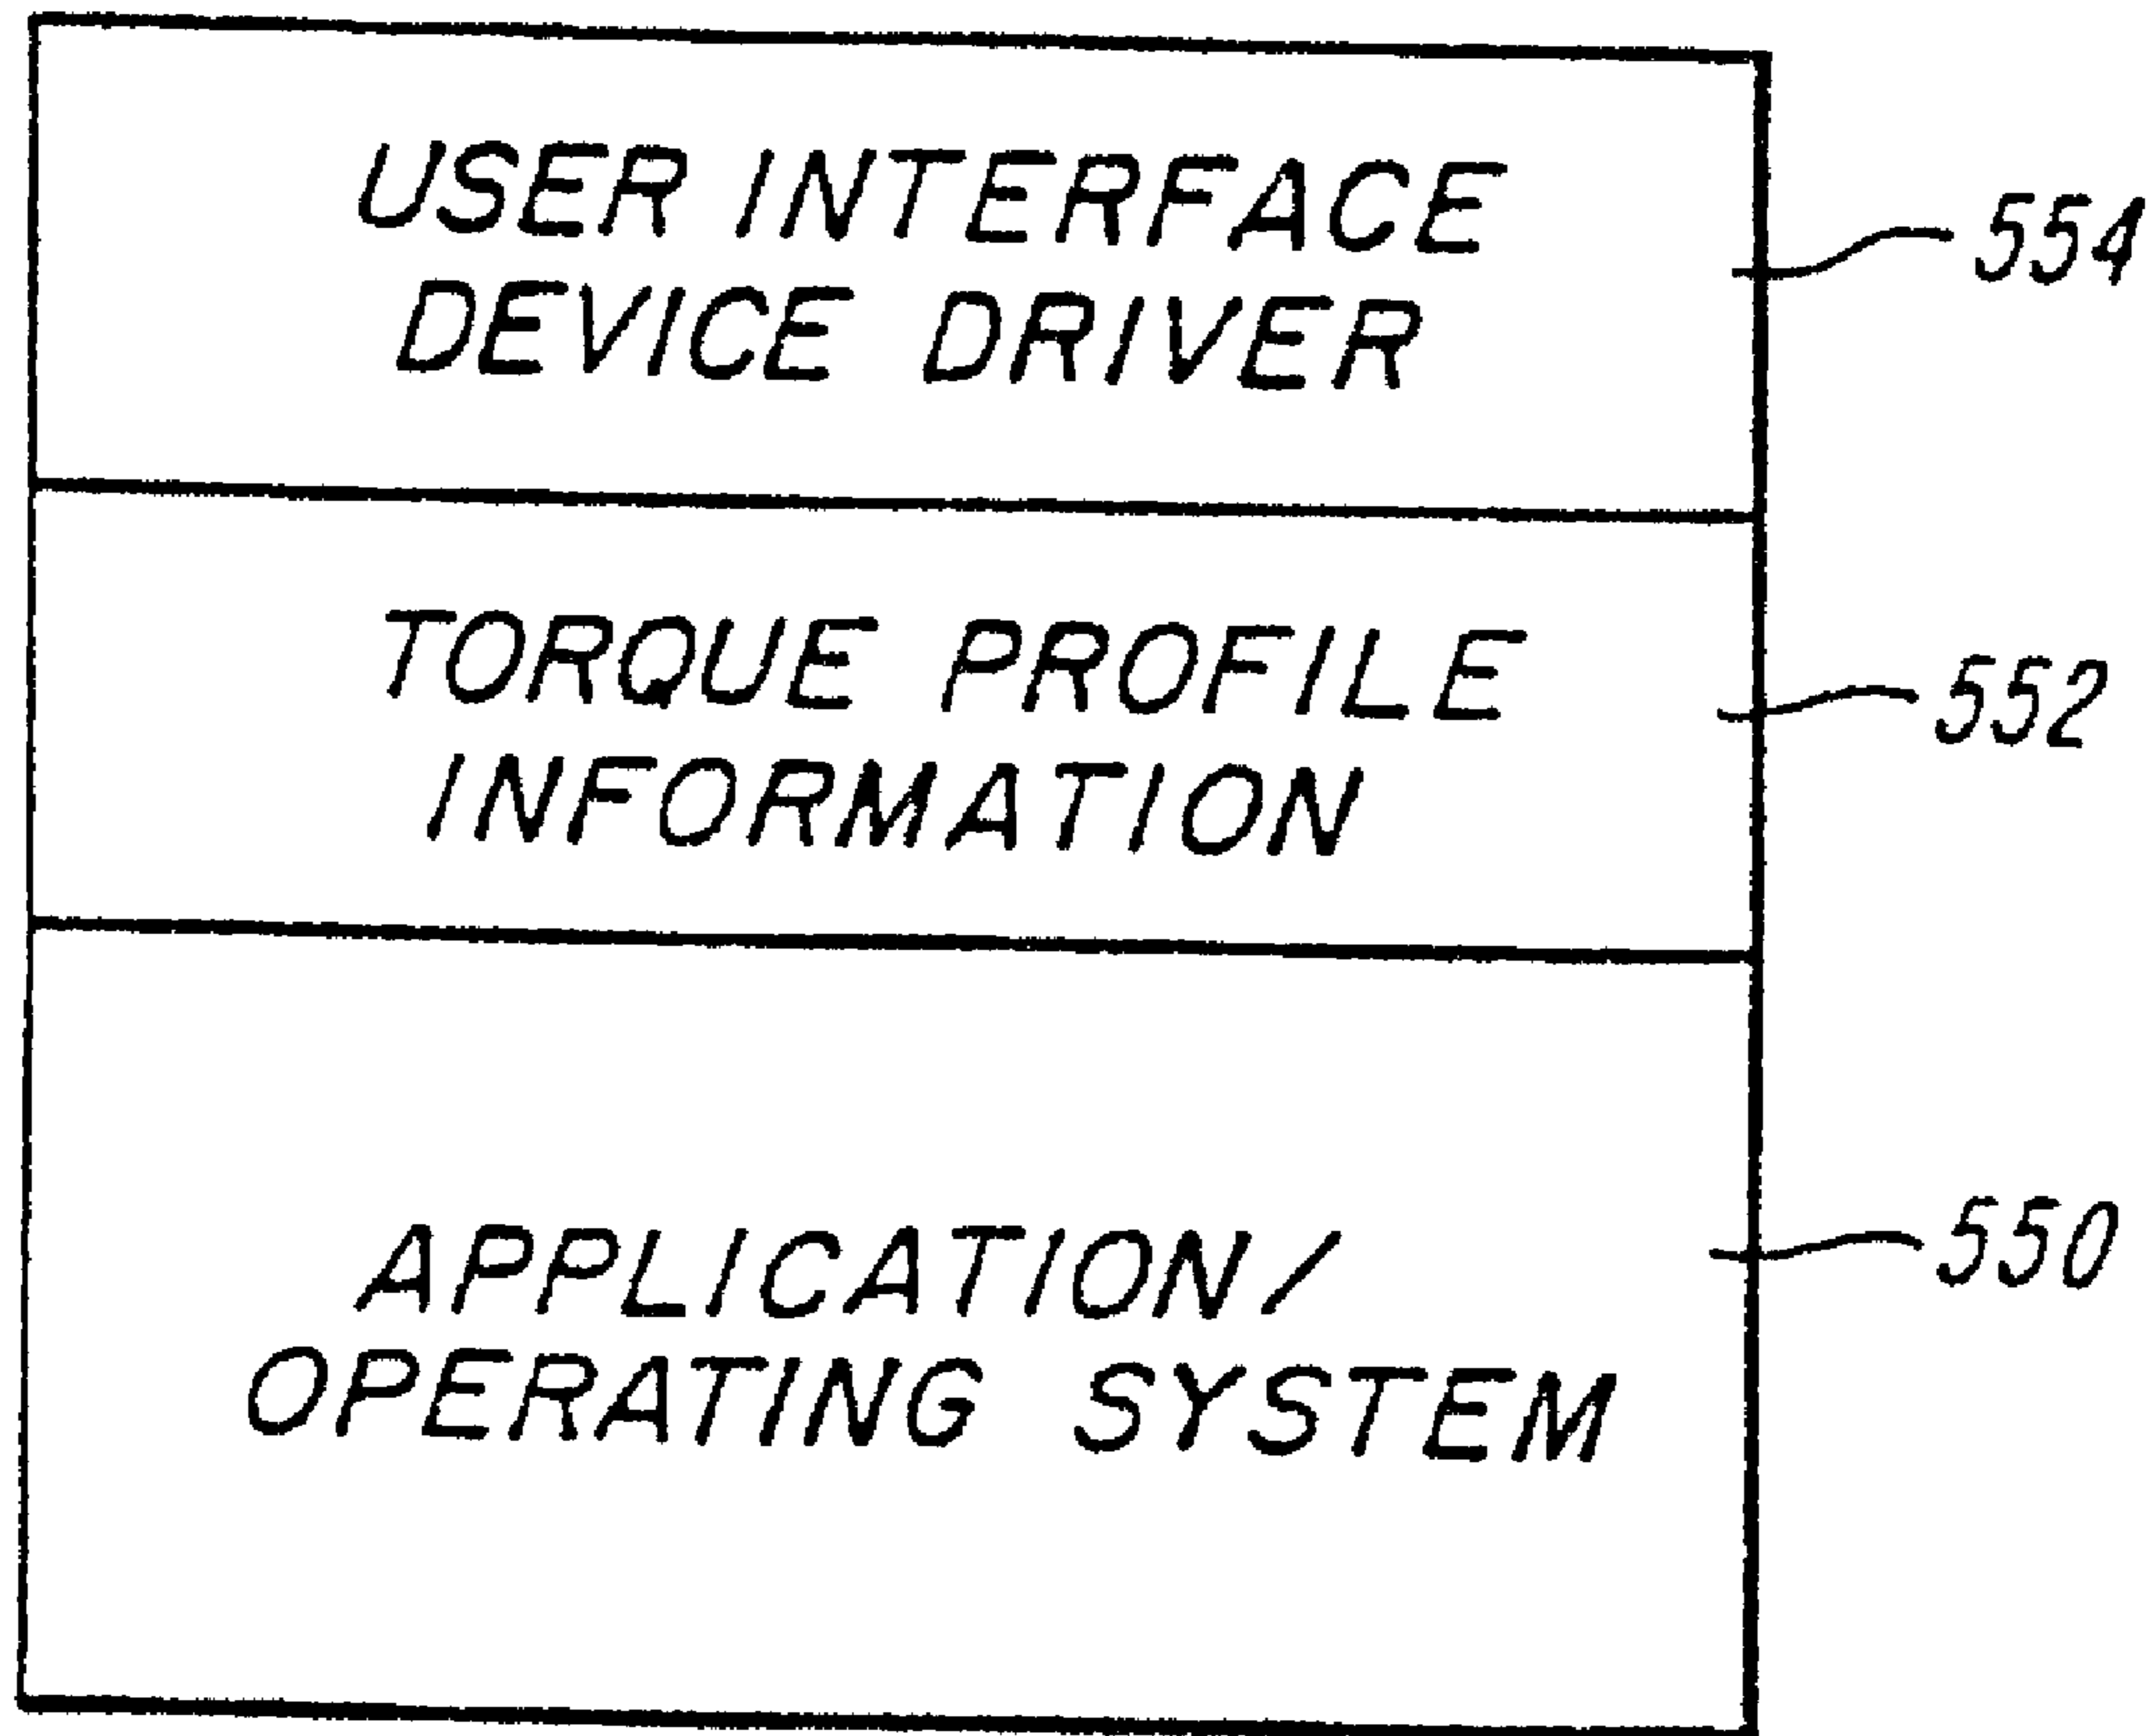 USER INTERFACE
DEVICE DRIVER
554
TORQUE PROFILE
INFORMATION
552
APPLICATION/
OPERATING SYSTEM
550